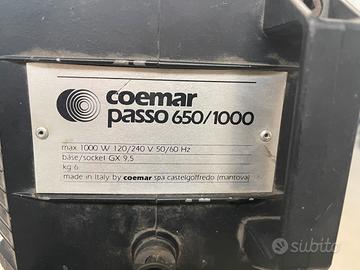 coemar
passo 650/1000
max 1000 W 120/240 V 50/60 Hz
base/socket GX 9,5
kg 6
made in Italy by coemar spa castelgoffredo (mantova)
subito